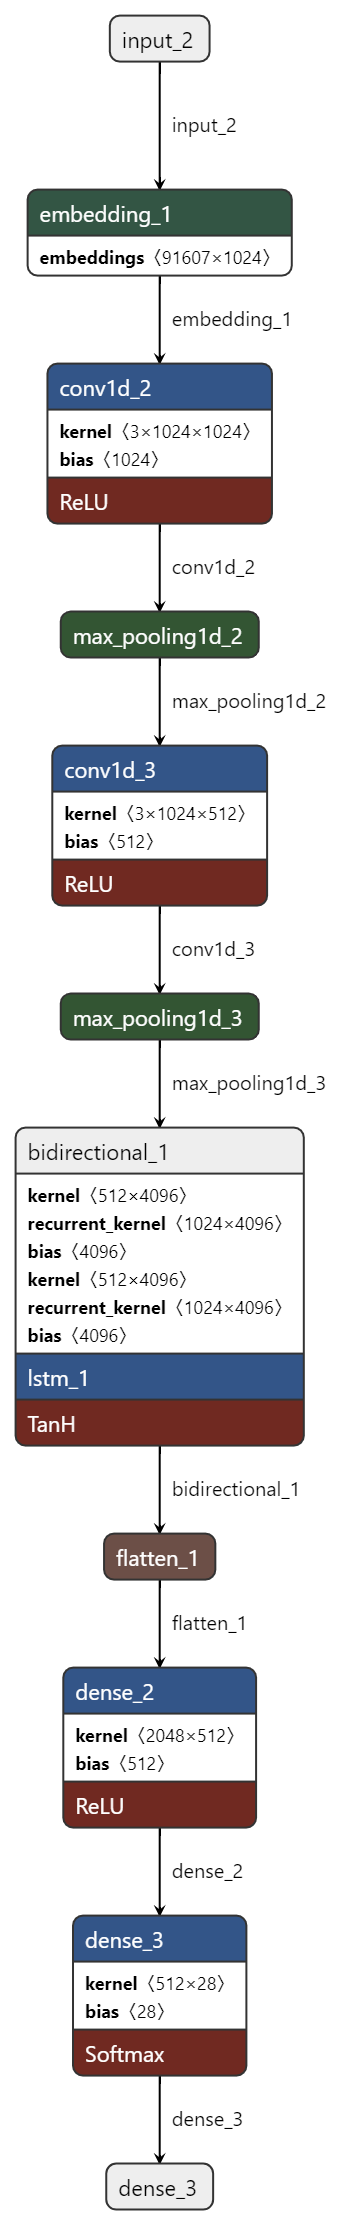 input_2
input_2
embedding_1
embeddings〈91607×1024〉
embedding_1
conv1d_2
kernel〈3×1024×1024〉
bias〈1024〉
ReLU
conv1d_2
max_pooling1d_2
max_pooling1d_2
conv1d_3
kernel〈3×1024×512〉
bias〈512〉
ReLU
conv1d_3
max_pooling1d_3
max_pooling1d_3
bidirectional_1
kernel〈512×4096〉
recurrent_kernel〈1024×4096〉
bias〈4096〉
kernel〈512×4096〉
recurrent_kernel〈1024×4096〉
bias〈4096〉
lstm_1
TanH
bidirectional_1
flatten_1
flatten_1
dense_2
kernel〈2048×512〉
bias〈512〉
ReLU
dense_2
dense_3
kernel〈512×28〉
bias〈28〉
Softmax
dense_3
dense_3